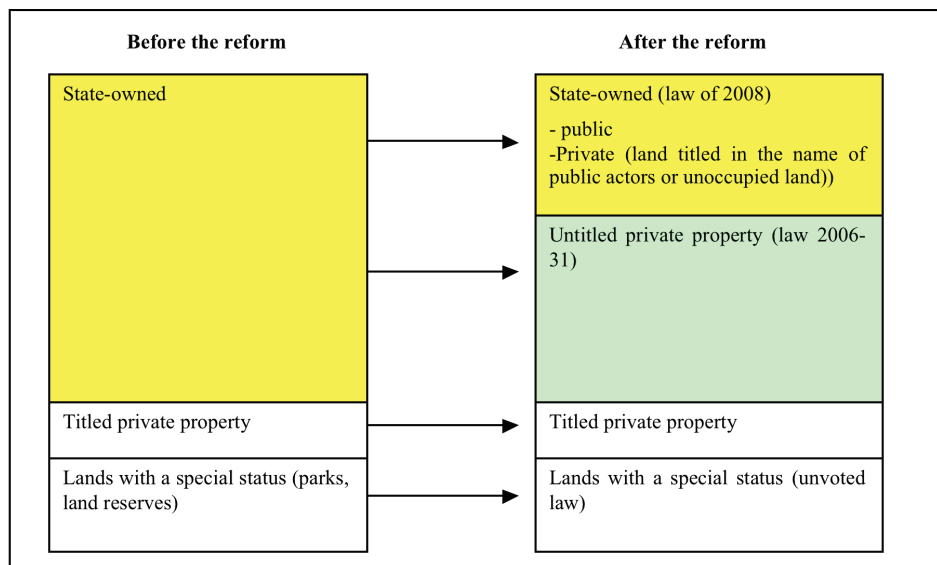 Before the reform
After the reform
State-owned
State-owned (law of 2008)
- public
-Private (land titled in the name of
public actors or unoccupied land))
Untitled private property (law 2006-
31)
Titled private property
Titled private property
Lands with a special status (parks,
land reserves)
Lands with a special status (unvoted
law)